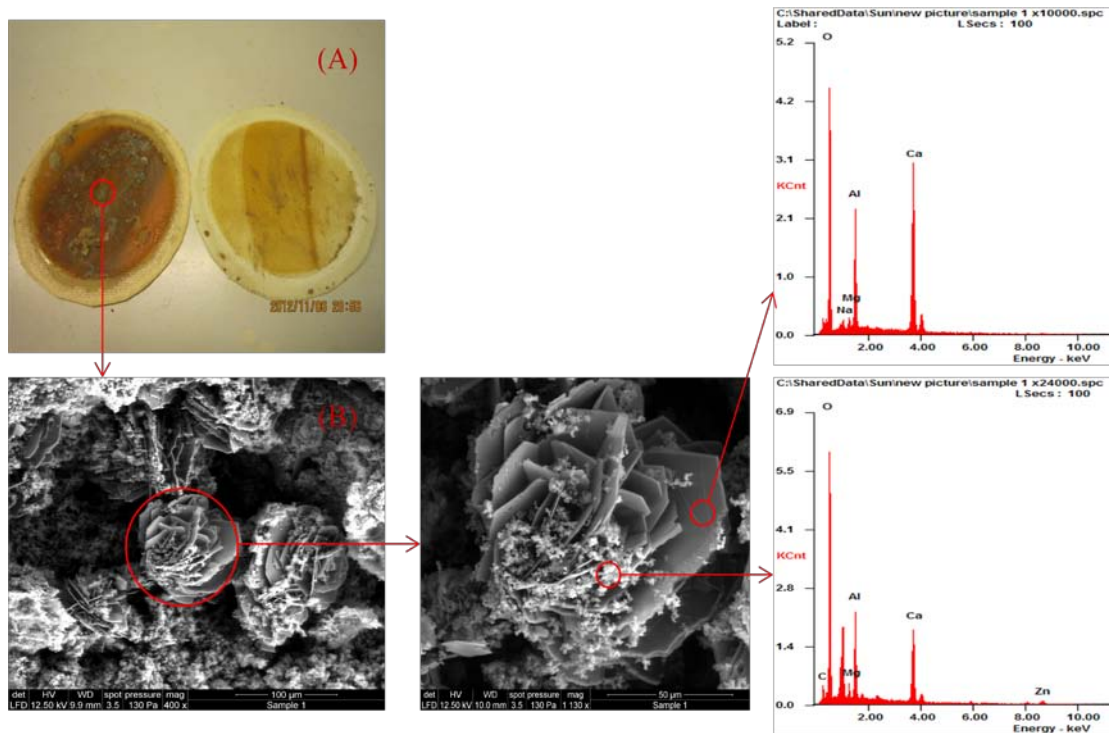 (A)
2012/11/06 20:56
(B)
det HV WD spot pressure mag
LFD 12.50 kV 9.9 mm 3.5 130 Pa 400 x
100 µm
Sample 1
det HV WD spot pressure mag
LFD 12.50 kV 10.0 mm 3.5 130 Pa 1 130 x
50 µm
Sample 1
C:\SharedData\Sun\new picture\sample 1 x10000.spc
Label : LSecs : 100
5.2
O
4.2
3.1
Ca
KCnt
Al
2.1
1.0
Mg
Na
0.0
2.00 4.00 6.00 8.00 10.00
Energy - keV
C:\SharedData\Sun\new picture\sample 1 x24000.spc
LSecs : 100
6.9
O
5.5
4.1
KCnt
2.8
Al
Ca
1.4
C
Mg
Zn
0.0
2.00 4.00 6.00 8.00 10.00
Energy - keV